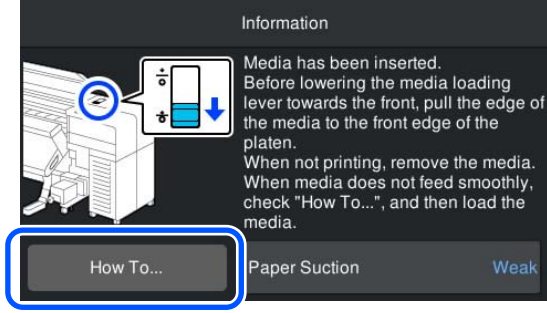 Information
Media has been inserted.
Before lowering the media loading
lever towards the front, pull the edge of
the media to the front edge of the
platen.
When not printing, remove the media.
When media does not feed smoothly,
check "How To...", and then load the
media.
How To...
Paper Suction
Weak